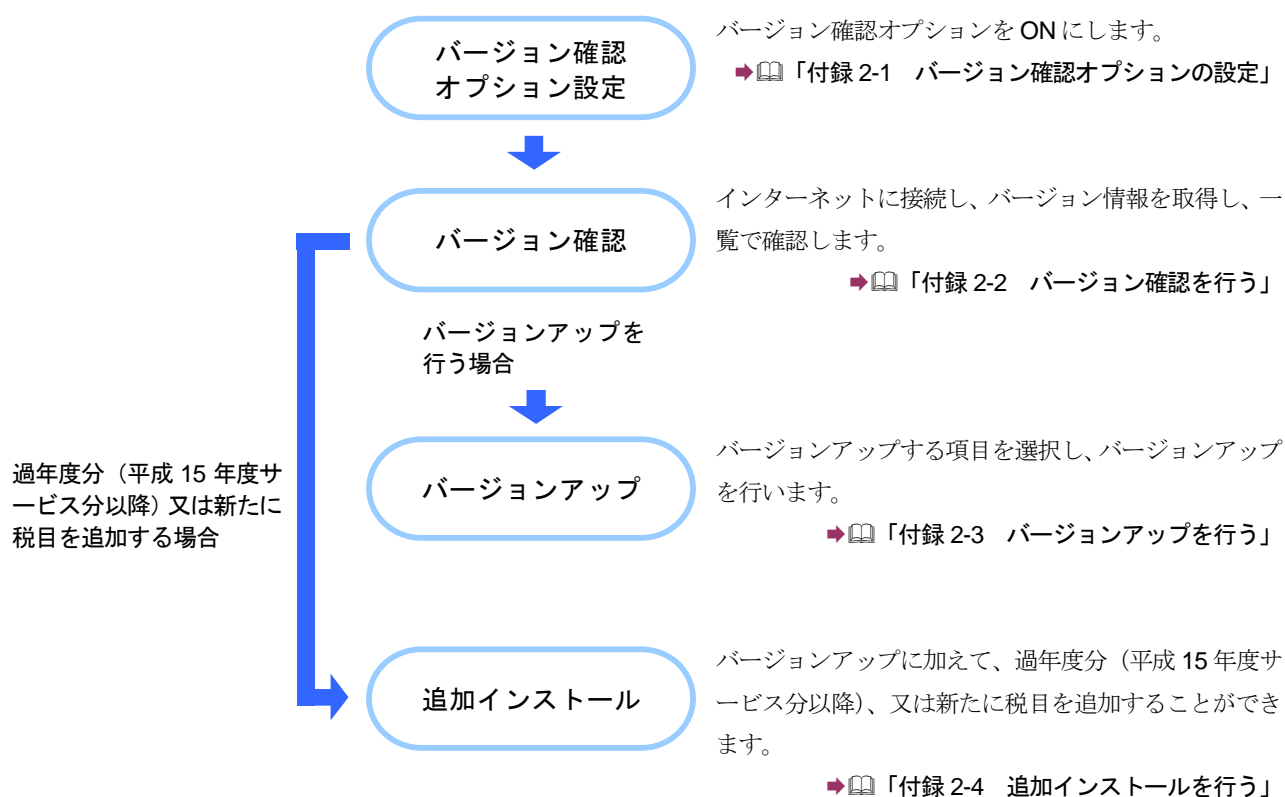 バージョン確認
オプション設定
バージョン確認オプションを ON にします。
➡📖「付録 2-1　バージョン確認オプションの設定」
バージョン確認
インターネットに接続し、バージョン情報を取得し、一
覧で確認します。
➡📖「付録 2-2　バージョン確認を行う」
バージョンアップを
行う場合
過年度分（平成 15 年度サ
ービス分以降）又は新たに
税目を追加する場合
バージョンアップ
バージョンアップする項目を選択し、バージョンアップ
を行います。
➡📖「付録 2-3　バージョンアップを行う」
追加インストール
バージョンアップに加えて、過年度分（平成 15 年度サ
ービス分以降）、又は新たに税目を追加することができ
ます。
➡📖「付録 2-4　追加インストールを行う」